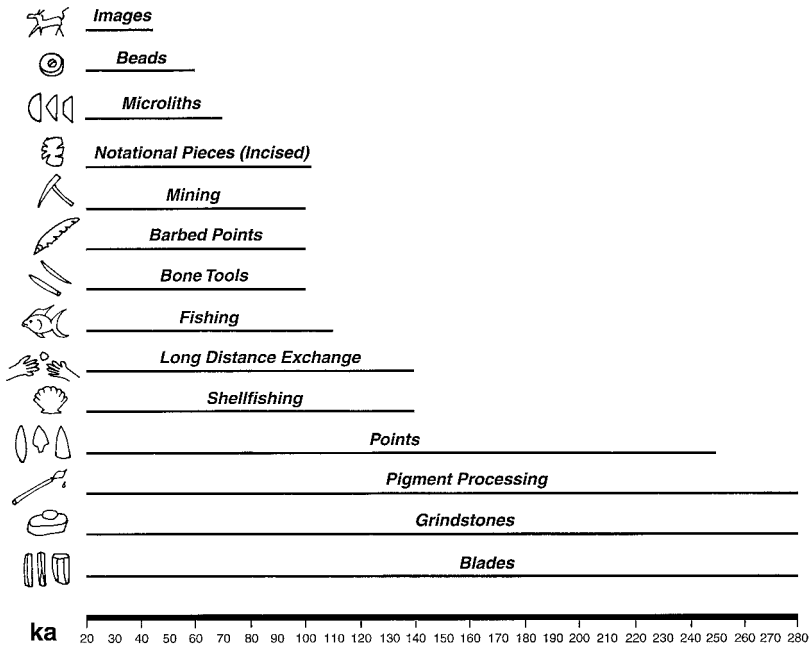 Images
Beads
Microliths
Notational Pieces (Incised)
Mining
Barbed Points
Bone Tools
Fishing
Long Distance Exchange
Shellfishing
Points
Pigment Processing
Grindstones
Blades
ka 20 30 40 50 60 70 80 90 100 110 120 130 140 150 160 170 180 190 200 210 220 230 240 250 260 270 280